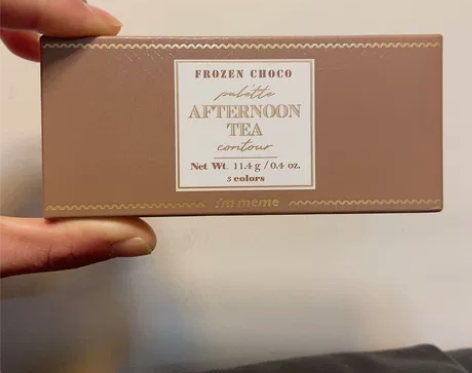 FROZEN CHOCO
palette
AFTERNOON
TEA
contour
Net Wt. 11.4 g / 0.4 oz.
3 colors
i'm meme